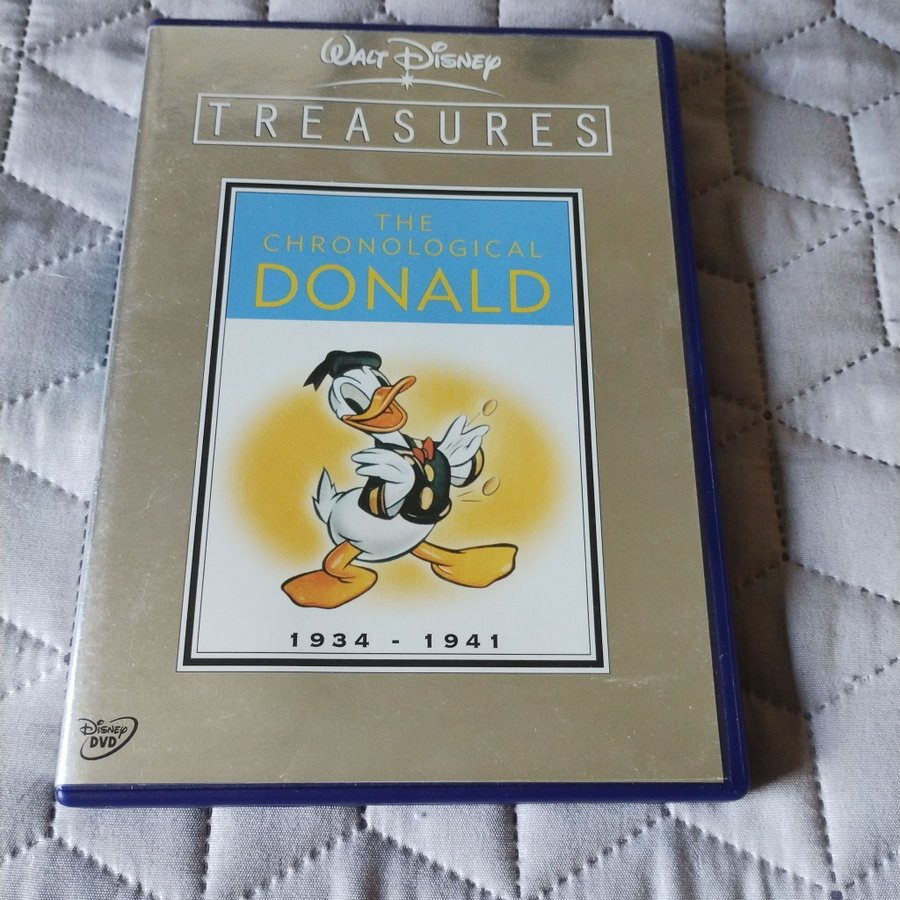 WALT DISNEY
TREASURES
THE
CHRONOLOGICAL
DONALD
1934 - 1941
DISNEY
DVD